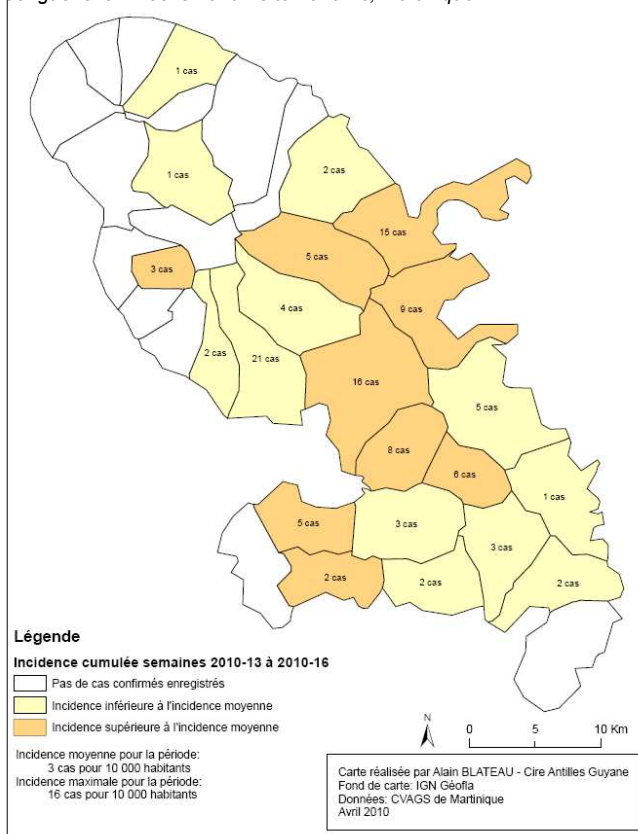 1 cas
1 cas
2 cas
15 cas
5 cas
3 cas
9 cas
4 cas
2 cas
21 cas
16 cas
5 cas
8 cas
6 cas
1 cas
5 cas
3 cas
3 cas
2 cas
2 cas
2 cas
Légende
Incidence cumulée semaines 2010-13 à 2010-16
Pas de cas confirmés enregistrés
Incidence inférieure à l'incidence moyenne
Incidence supérieure à l'incidence moyenne
Incidence moyenne pour la période:
3 cas pour 10 000 habitants
Incidence maximale pour la période:
16 cas pour 10 000 habitants
N
0 5 10 Km
Carte réalisée par Alain BLATEAU - Cire Antilles Guyane
Fond de carte: IGN Géofla
Données: CVAGS de Martinique
Avril 2010